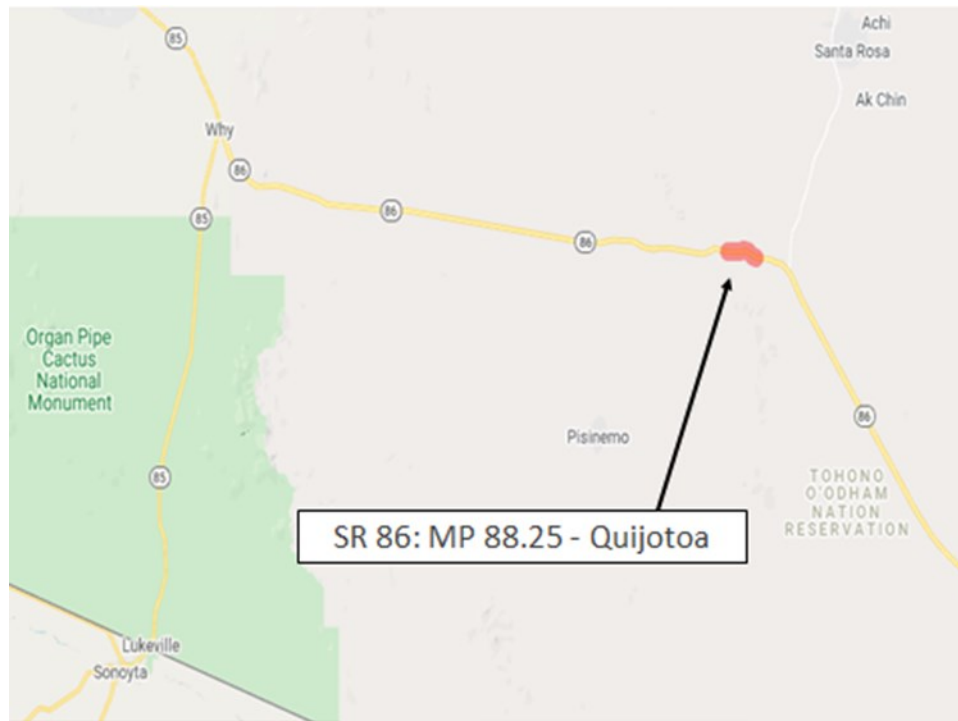 85
Achi
Santa Rosa
Ak Chin
Why
86
85
86
86
Organ Pipe
Cactus
National
Monument
86
Pisinemo
85
TOHONO
O'ODHAM
NATION
RESERVATION
SR 86: MP 88.25 - Quijotoa
Lukeville
Sonoyta